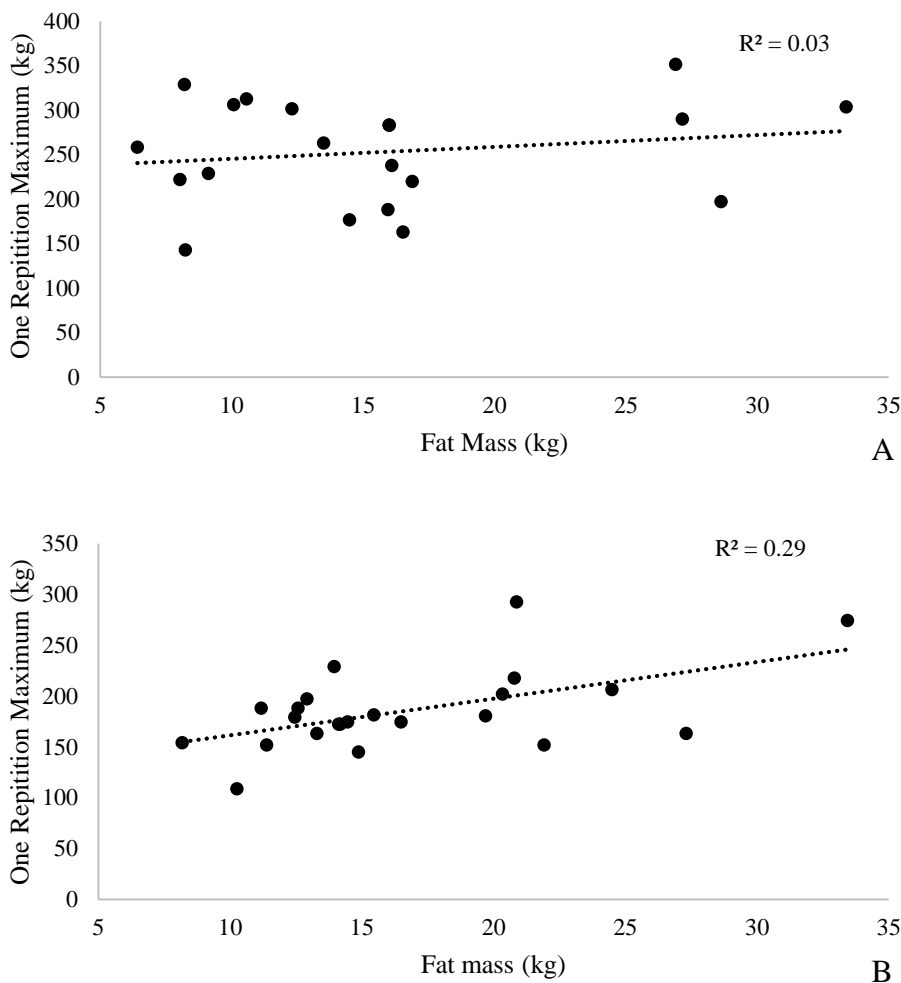 400
350
300
250
200
150
100
50
0
One Repitition Maximum (kg)
R² = 0.03
5 10 15 20 25 30 35
Fat Mass (kg)
A
350
300
250
200
150
100
50
0
One Repitition Maximum (kg)
R² = 0.29
5 10 15 20 25 30 35
Fat mass (kg)
B